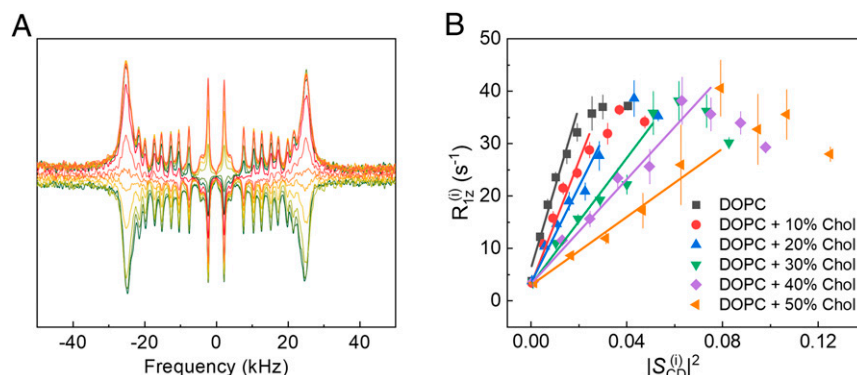 A
B
-40 -20 0 20 40
Frequency (kHz)
50
40
30
20
10
0
R1z(i) (s-1)
DOPC
DOPC + 10% Chol
DOPC + 20% Chol
DOPC + 30% Chol
DOPC + 40% Chol
DOPC + 50% Chol
0.00 0.04 0.08 0.12
|SCD(i)|2